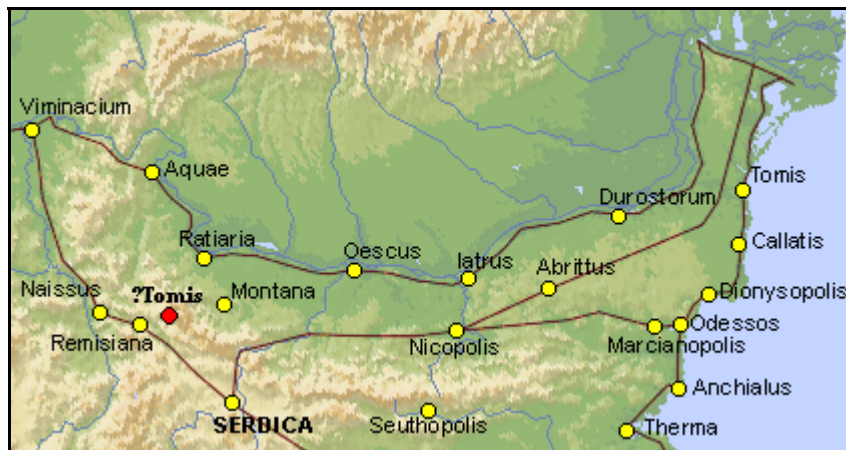 Viminacium
Aquae
Tomis
Durostorum
Ratiaria
Oescus
Iatrus
Abrittus
Callatis
Naissus
?Tomis
Montana
Dionysopolis
Remisiana
Nicopolis
Odessos
Marcianopolis
Anchialus
SERDICA
Seuthopolis
Therma